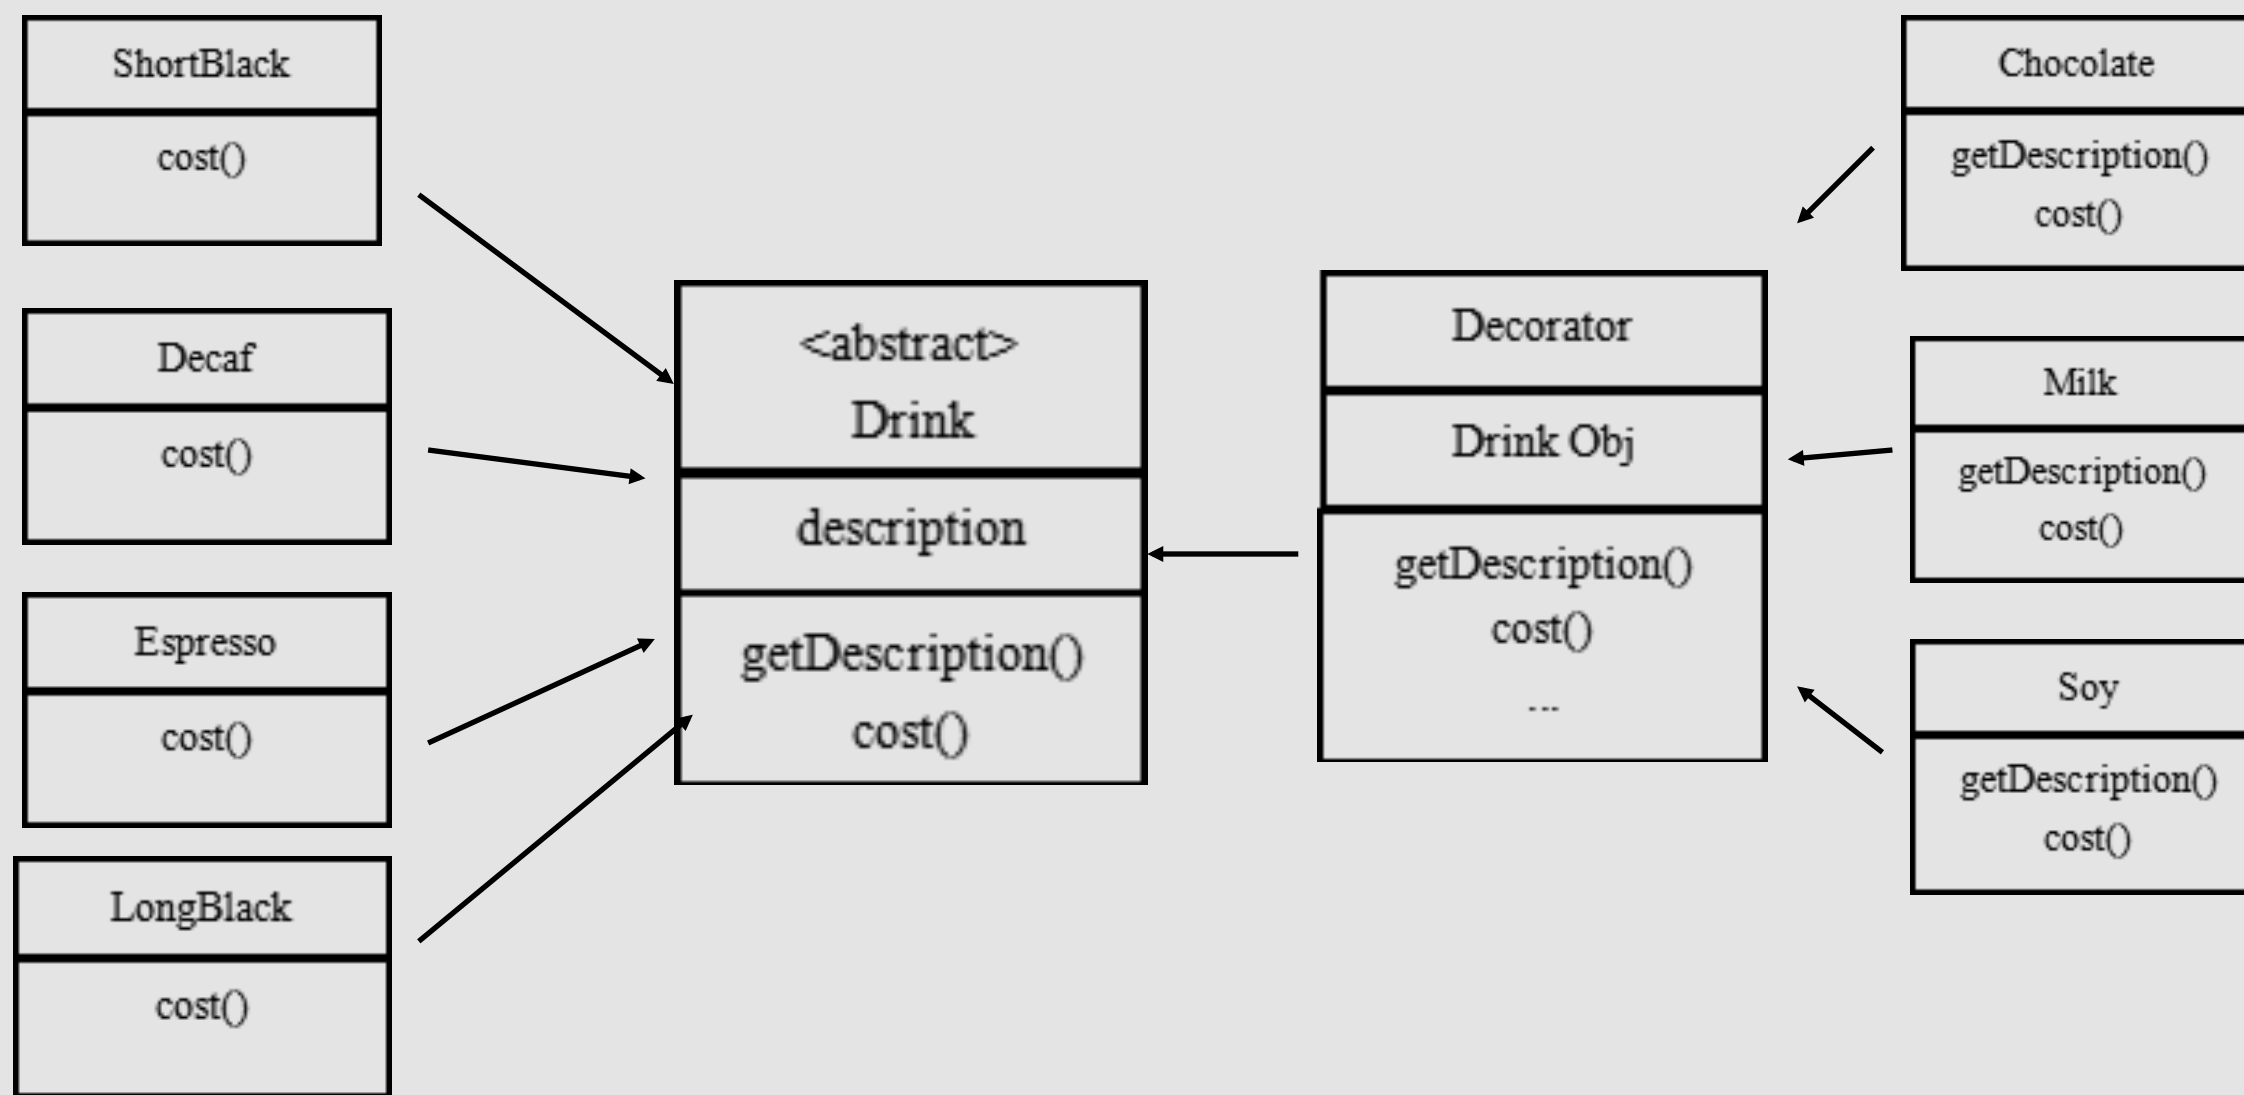 ShortBlack
cost()
Decaf
cost()
Espresso
cost()
LongBlack
cost()
<abstract>
Drink
description
getDescription()
cost()
Decorator
Drink Obj
getDescription()
cost()
...
Chocolate
getDescription()
cost()
Milk
getDescription()
cost()
Soy
getDescription()
cost()